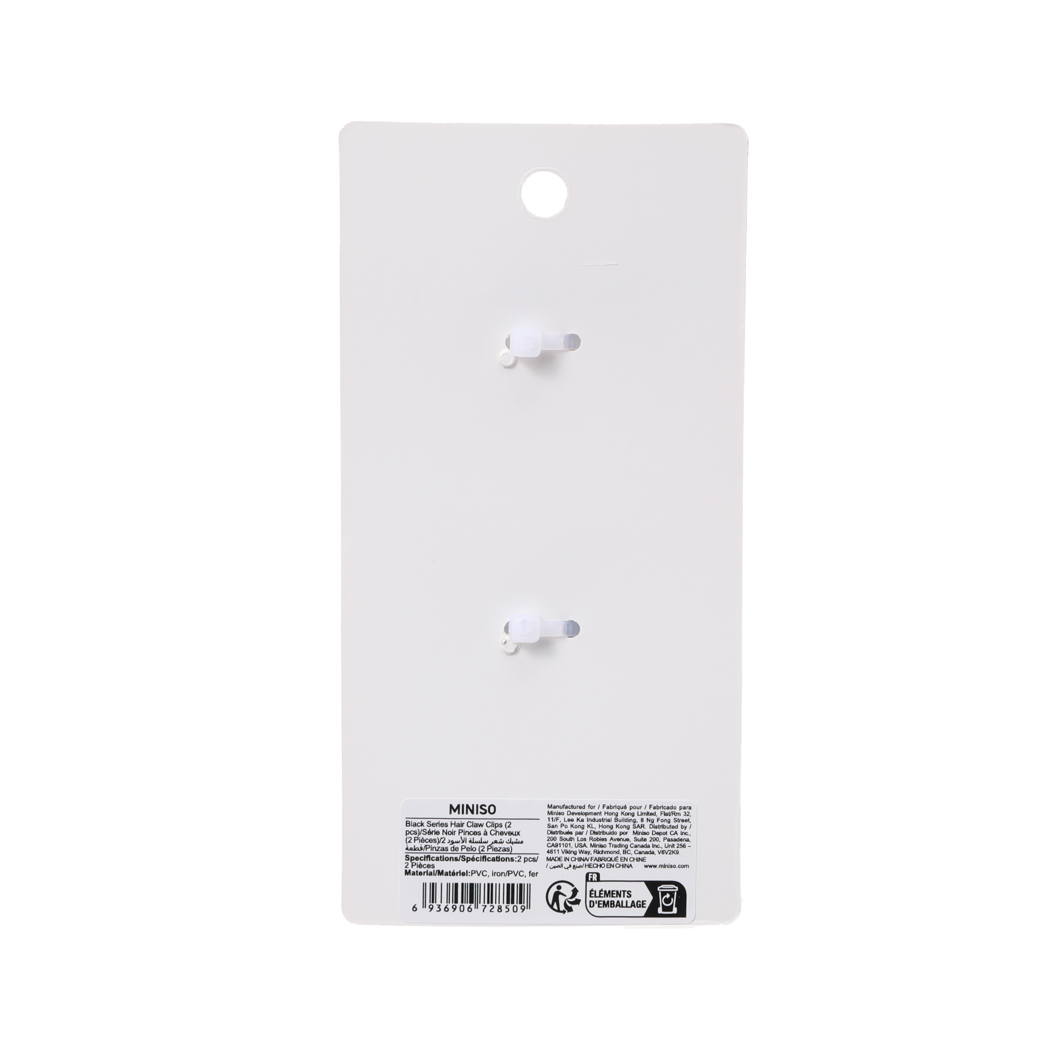 MINISO
Black Series Hair Claw Clips (2
pcs)/Série Noir Pinces à Cheveux
(2 Pièces)/مشبك شعر سلسلة الأسود 2
قطعة/Pinzas de Pelo (2 Piezas)
Specifications/Spécifications:2 pcs/
2 Pièces
Material/Matériel:PVC, iron/PVC, fer
6 936906 728509
Manufactured for / Fabriqué pour / Fabricado para
Miniso Development Hong Kong Limited, Flat/Rm 32,
11/F, Lee Ka Industrial Building, 8 Ng Fong Street,
San Po Kong KL, Hong Kong SAR. Distributed by /
Distribués par / Distribuido por Miniso Depot CA Inc.,
200 South Los Robles Avenue, Suite 200, Pasadena,
CA91101, USA. Miniso Trading Canada Inc., Unit 256 –
4611 Viking Way, Richmond, BC, Canada, V6V2K9.
MADE IN CHINA/ FABRIQUÉ EN CHINE
/ صنع في الصين/ HECHO EN CHINA www.miniso.com
FR
ÉLÉMENTS
D'EMBALLAGE